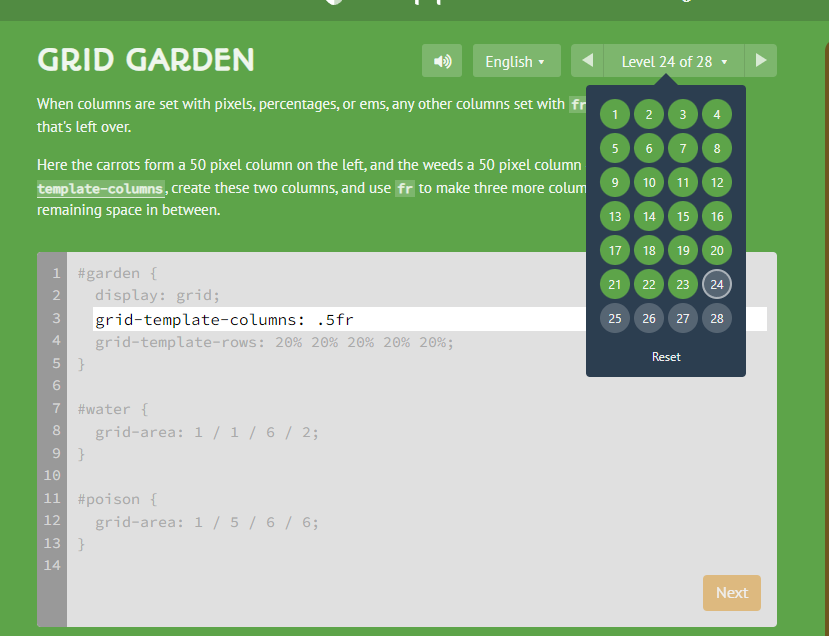 GRID GARDEN
English ▾
Level 24 of 28 ▾
When columns are set with pixels, percentages, or ems, any other columns set with fr
that's left over.
Here the carrots form a 50 pixel column on the left, and the weeds a 50 pixel column
template-columns, create these two columns, and use fr to make three more
remaining space in between.
1 2 3 4
5 6 7 8
9 10 11 12
13 14 15 16
17 18 19 20
21 22 23 24
25 26 27 28
Reset
1 #garden {
2 display: grid;
3 grid-template-columns: .5fr
4 grid-template-rows: 20% 20% 20% 20% 20%;
5 }
6
7 #water {
8 grid-area: 1 / 1 / 6 / 2;
9 }
10
11 #poison {
12 grid-area: 1 / 5 / 6 / 6;
13 }
14
Next